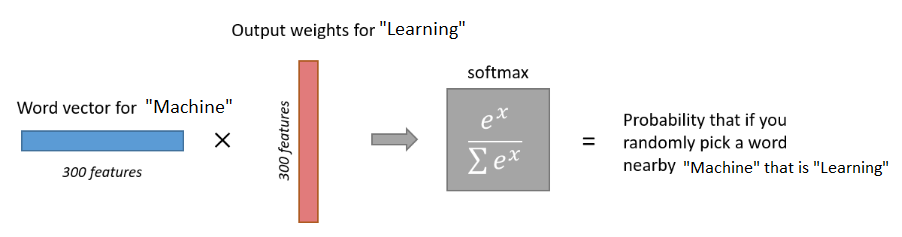 Output weights for "Learning"
softmax
Word vector for "Machine"
300 features
×
300 features
e^x
∑ e^x
=
Probability that if you
randomly pick a word
nearby "Machine" that is "Learning"